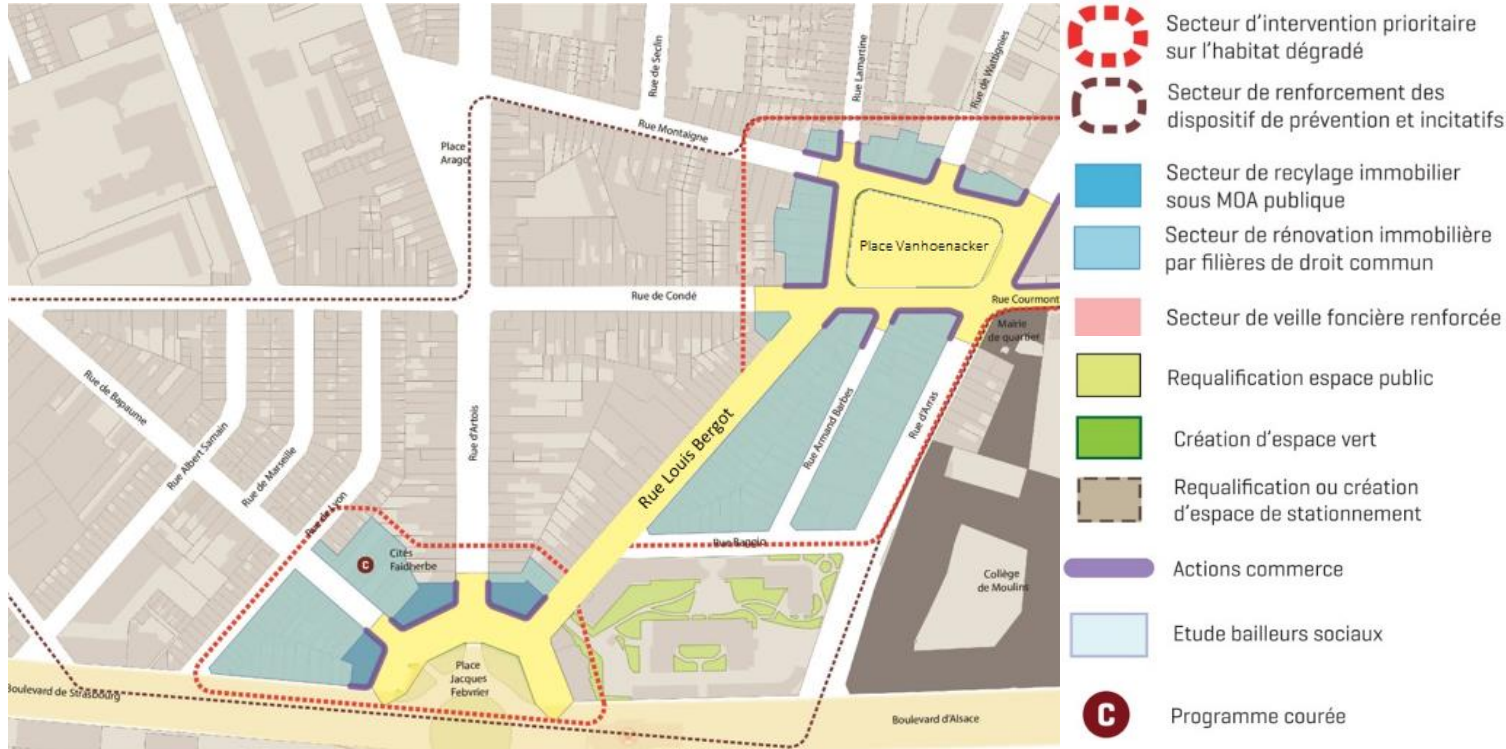 Rue de Seclin
Rue Lamartine
Rue de Wattignies
Rue Montaigne
Place
Arago
Place Vanhoenacker
Rue de Condé
Rue Courmont
Mairie
de quartier
Rue de Bapaume
Rue Albert Samain
Rue de Marseille
Rue de Lyon
Rue d'Artois
Rue Louis Bergot
Rue Armand Barbes
Rue d'Arras
Rue Baggio
C
Cités
Faidherbe
Collège
de Moulins
Place
Jacques
Febvrier
Boulevard de Strasbourg
Boulevard d'Alsace
Secteur d'intervention prioritaire
sur l'habitat dégradé
Secteur de renforcement des
dispositif de prévention et incitatifs
Secteur de recylage immobilier
sous MOA publique
Secteur de rénovation immobilière
par filières de droit commun
Secteur de veille foncière renforcée
Requalification espace public
Création d'espace vert
Requalification ou création
d'espace de stationnement
Actions commerce
Etude bailleurs sociaux
C
Programme courée